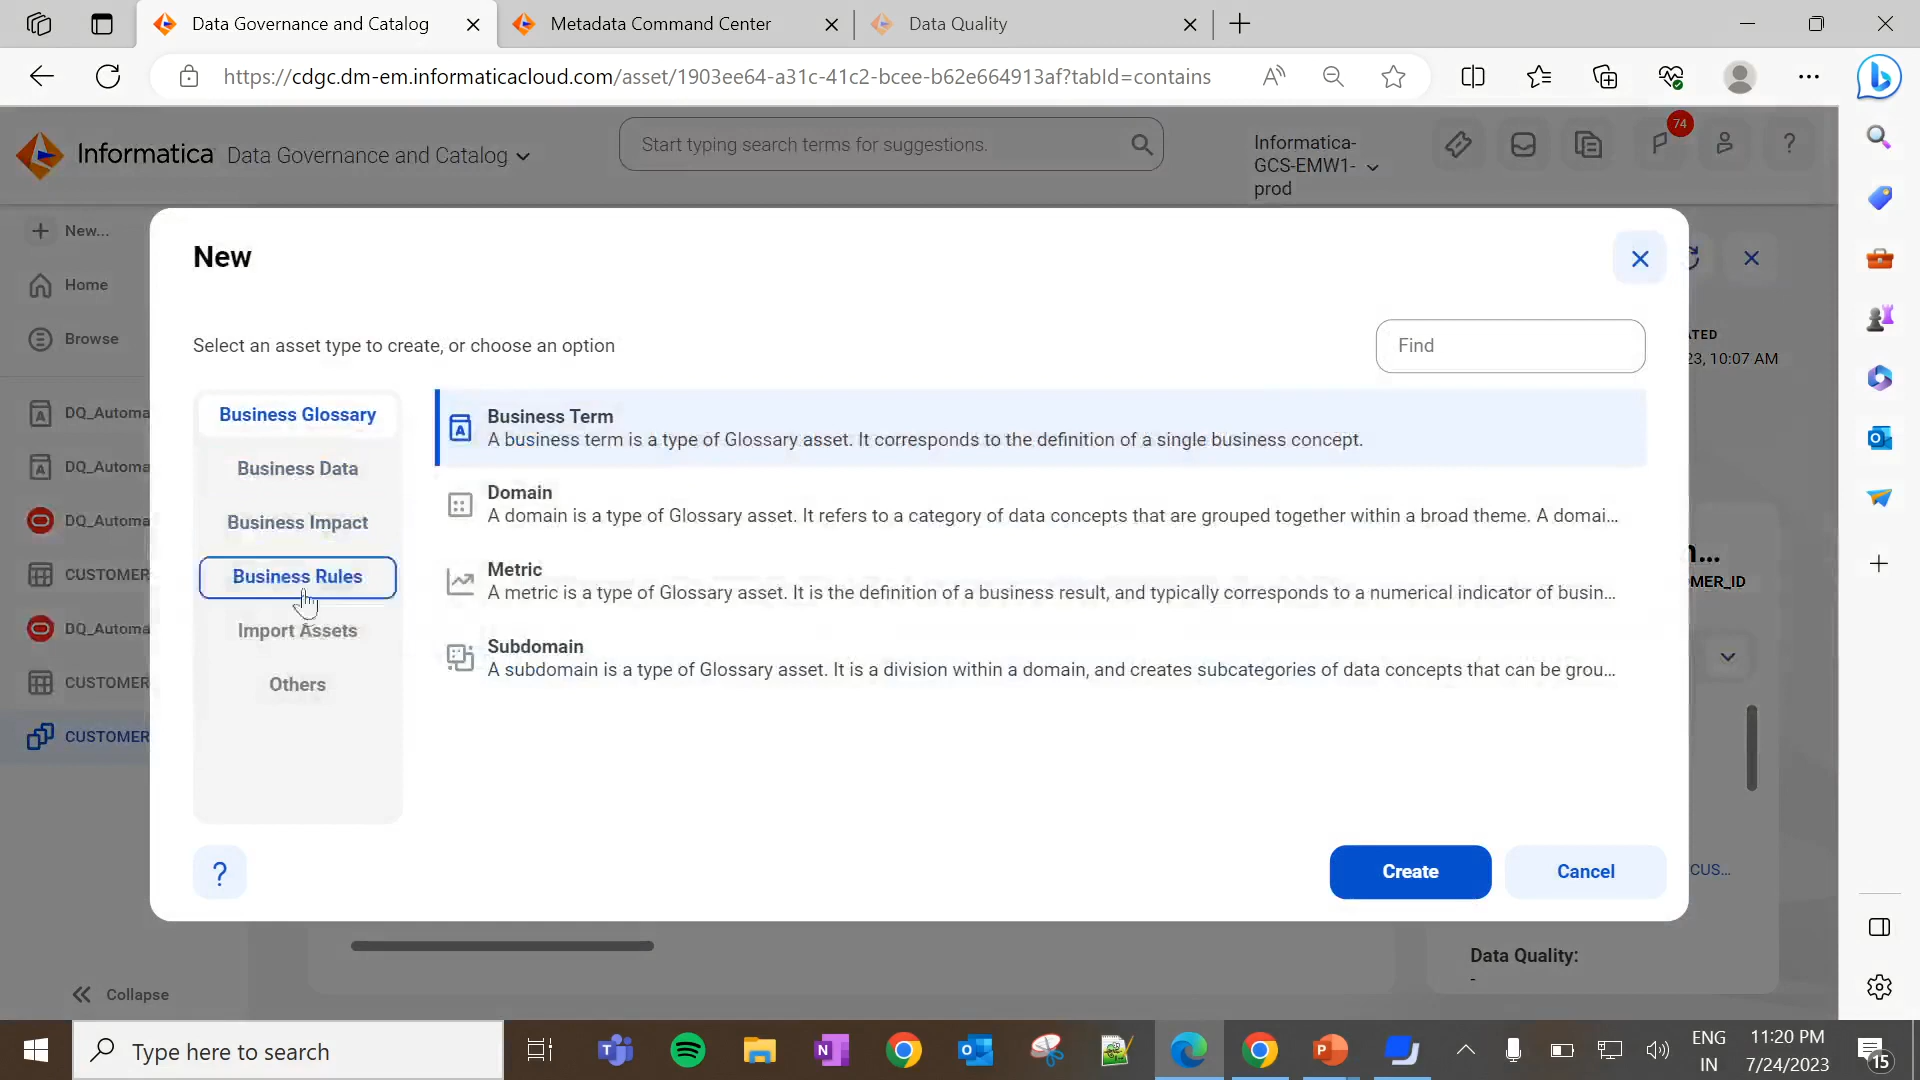 Data Governance and Catalog
Metadata Command Center
Data Quality
https://cdgc.dm-em.informaticacloud.com/asset/1903ee64-a31c-41c2-bcee-b62e664913af?tabId=contains
Informatica Data Governance and Catalog
Start typing search terms for suggestions.
Informatica-
GCS-EMW1-
prod
74
New...
Home
Browse
DQ_Automa
DQ_Automa
DQ_Automa
CUSTOMER
DQ_Automa
CUSTOMER
CUSTOMER
Collapse
New
Select an asset type to create, or choose an option
Find
Business Glossary
Business Data
Business Impact
Business Rules
Import Assets
Others
Business Term
A business term is a type of Glossary asset. It corresponds to the definition of a single business concept.
Domain
A domain is a type of Glossary asset. It refers to a category of data concepts that are grouped together within a broad theme. A domai...
Metric
A metric is a type of Glossary asset. It is the definition of a business result, and typically corresponds to a numerical indicator of busin...
Subdomain
A subdomain is a type of Glossary asset. It is a division within a domain, and creates subcategories of data concepts that can be grou...
?
Create
Cancel
ATED
23, 10:07 AM
MER_ID
CUS...
Data Quality:
-
Type here to search
ENG
IN
11:20 PM
7/24/2023
15